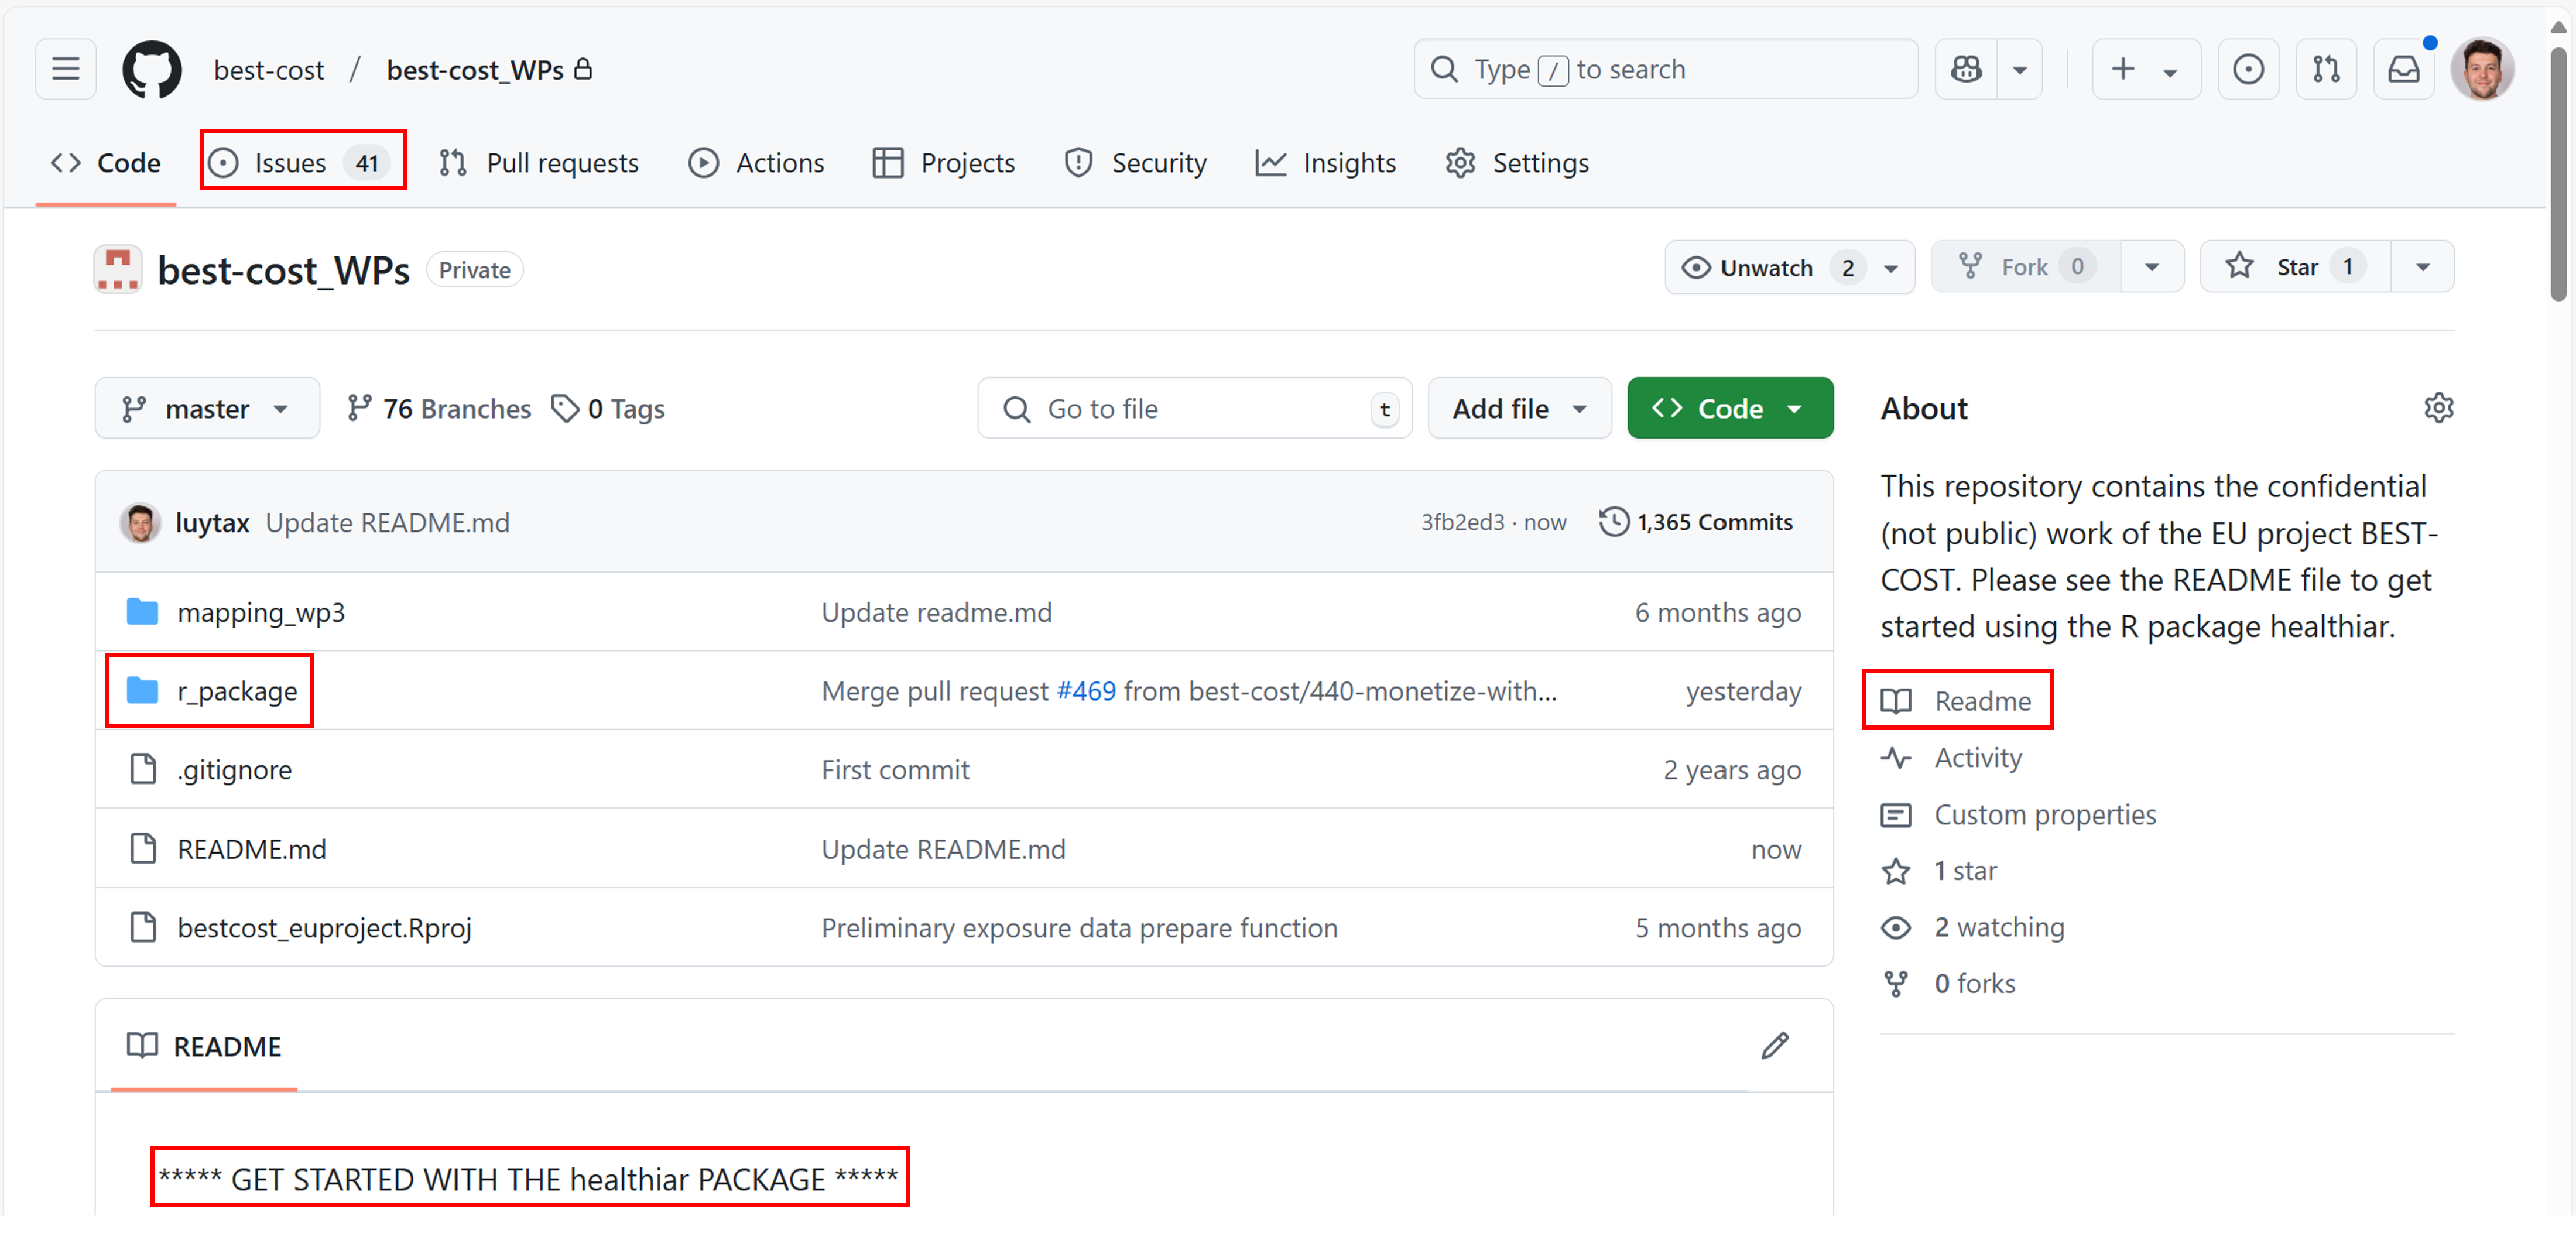 best-cost / best-cost_WPs Type / to search
Code Issues 41 Pull requests Actions Projects Security Insights Settings
best-cost_WPs Private Unwatch 2 Fork 0 Star 1
master 76 Branches 0 Tags Go to file t Add file Code
luytax Update README.md 3fb2ed3 · now 1,365 Commits
mapping_wp3 Update readme.md 6 months ago
r_package Merge pull request #469 from best-cost/440-monetize-with... yesterday
.gitignore First commit 2 years ago
README.md Update README.md now
bestcost_euproject.Rproj Preliminary exposure data prepare function 5 months ago
README
***** GET STARTED WITH THE healthiar PACKAGE *****
About
This repository contains the confidential
(not public) work of the EU project BEST-
COST. Please see the README file to get
started using the R package healthiar.
Readme
Activity
Custom properties
1 star
2 watching
0 forks